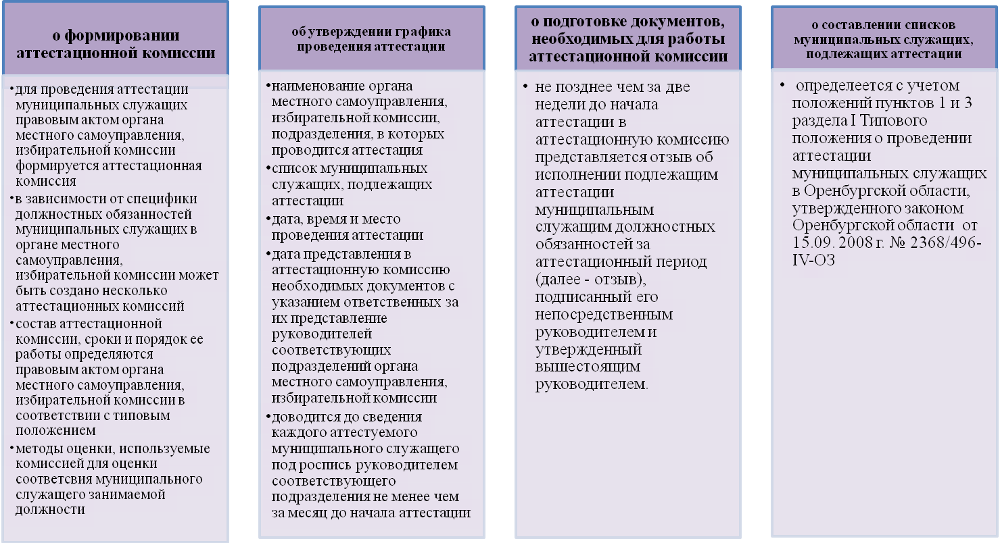 о формировании
аттестационной комиссии
•для проведения аттестации
муниципальных служащих
правовым актом органа
местного самоуправления,
избирательной комиссии
формируется аттестационная
комиссия
•в зависимости от специфики
должностных обязанностей
муниципальных служащих в
органе местного
самоуправления,
избирательной комиссии может
быть создано несколько
аттестационных комиссий
•состав аттестационной
комиссии, сроки и порядок ее
работы определяются
правовым актом органа
местного самоуправления,
избирательной комиссии в
соответствии с типовым
положением
•методы оценки, используемые
комиссией для оценки
соответсвия муниципального
служащего занимаемой
должности
об утверждении графика
проведения аттестации
•наименование органа
местного самоуправления,
избирательной комиссии,
подразделения, в которых
проводится аттестация
•список муниципальных
служащих, подлежащих
аттестации
•дата, время и место
проведения аттестации
•дата представления в
аттестационную комиссию
необходимых документов с
указанием ответственных за
их представление
руководителей
соответствующих
подразделений органа
местного самоуправления,
избирательной комиссии
•доводится до сведения
каждого аттестуемого
муниципального служащего
под роспись руководителем
соответствующего
подразделения не менее чем
за месяц до начала аттестации
о подготовке документов,
необходимых для работы
аттестационной комиссии
• не позднее чем за две
недели до начала
аттестации в
аттестационную комиссию
представляется отзыв об
исполнении подлежащим
аттестации
муниципальным
служащим должностных
обязанностей за
аттестационный период
(далее - отзыв),
подписанный его
непосредственным
руководителем и
утвержденный
вышестоящим
руководителем.
о составлении списков
муниципальных служащих,
подлежащих аттестации
• определеется с учетом
положений пунктов 1 и 3
раздела I Типового
положения о проведении
аттестации
муниципальных служащих
в Оренбургской области,
утвержденного законом
Оренбургской области от
15.09. 2008 г. № 2368/496-
IV-ОЗ